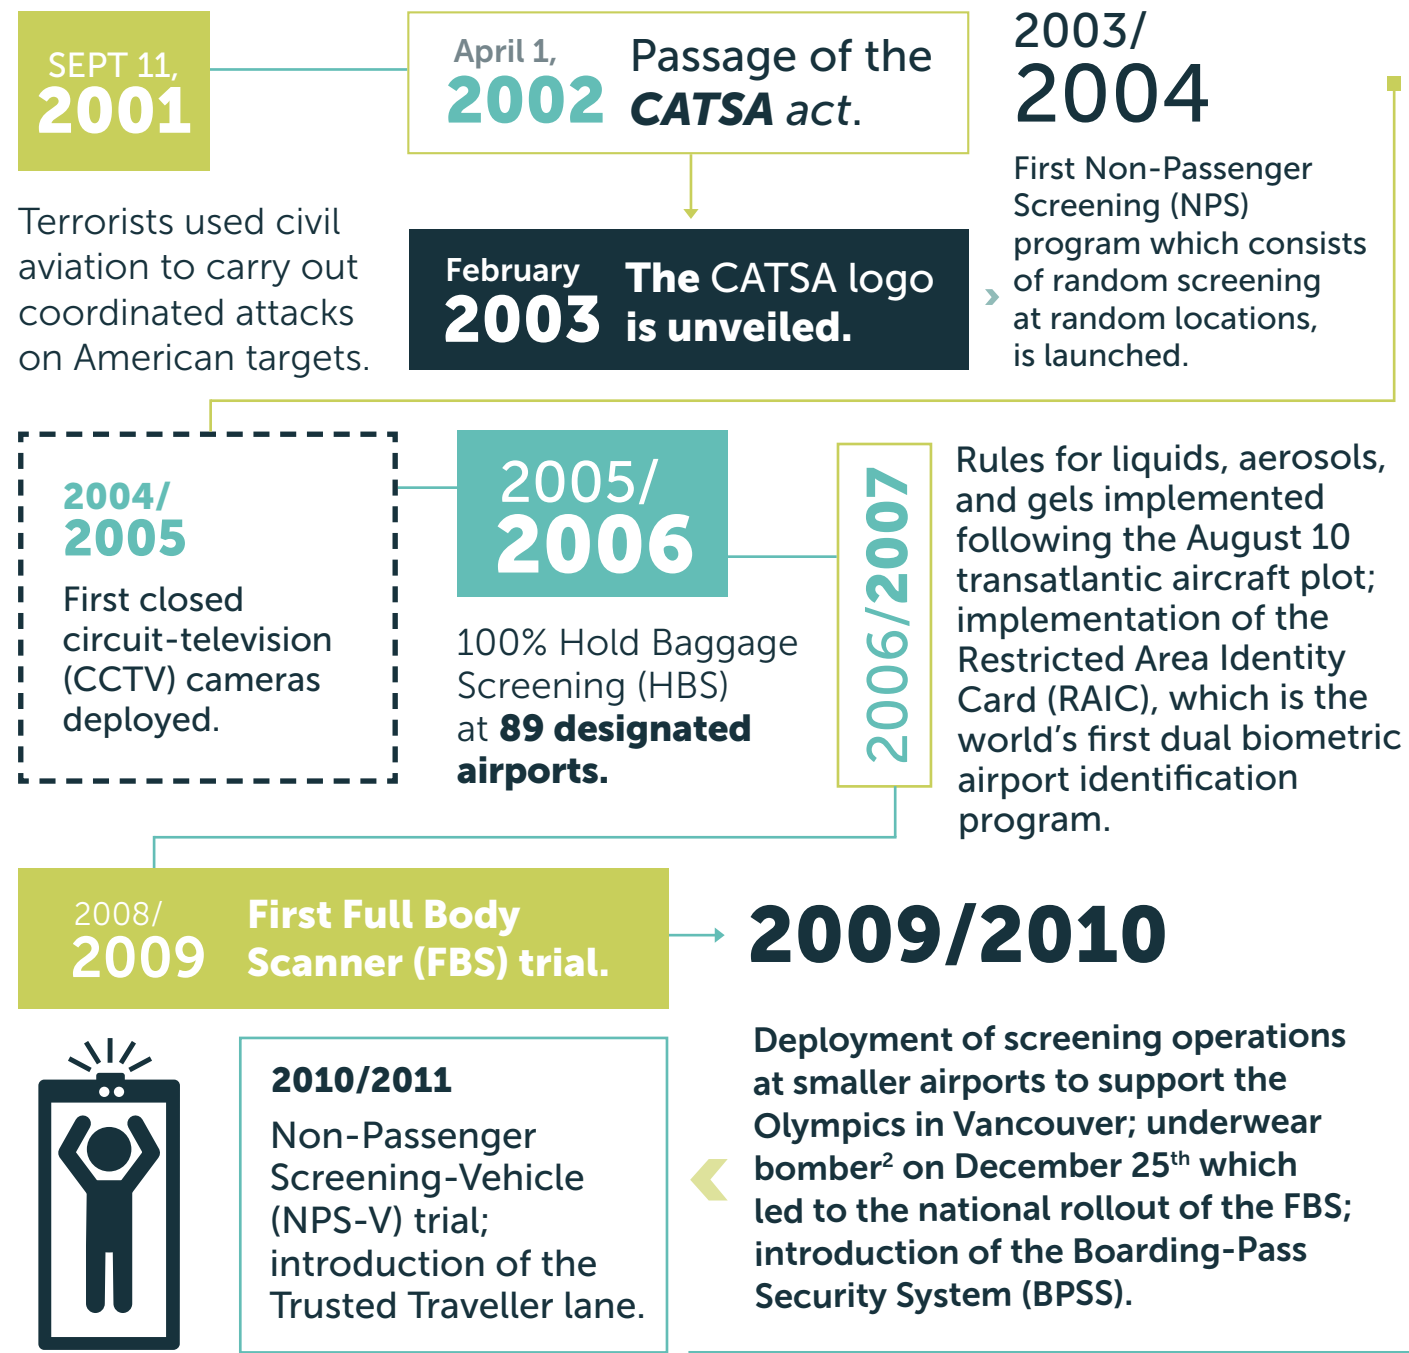 SEPT 11,
2001
Terrorists used civil
aviation to carry out
coordinated attacks
on American targets.
April 1,
2002
Passage of the
CATSA act.
February
2003
The CATSA logo
is unveiled.
2003/
2004
First Non-Passenger
Screening (NPS)
program which consists
of random screening
at random locations,
is launched.
2004/
2005
First closed
circuit-television
(CCTV) cameras
deployed.
2005/
2006
100% Hold Baggage
Screening (HBS)
at 89 designated
airports.
2006/2007
Rules for liquids, aerosols,
and gels implemented
following the August 10
transatlantic aircraft plot;
implementation of the
Restricted Area Identity
Card (RAIC), which is the
world's first dual biometric
airport identification
program.
2008/
2009
First Full Body
Scanner (FBS) trial.
2009/2010
Deployment of screening operations
at smaller airports to support the
Olympics in Vancouver; underwear
bomber² on December 25th which
led to the national rollout of the FBS;
introduction of the Boarding-Pass
Security System (BPSS).
2010/2011
Non-Passenger
Screening-Vehicle
(NPS-V) trial;
introduction of the
Trusted Traveller lane.